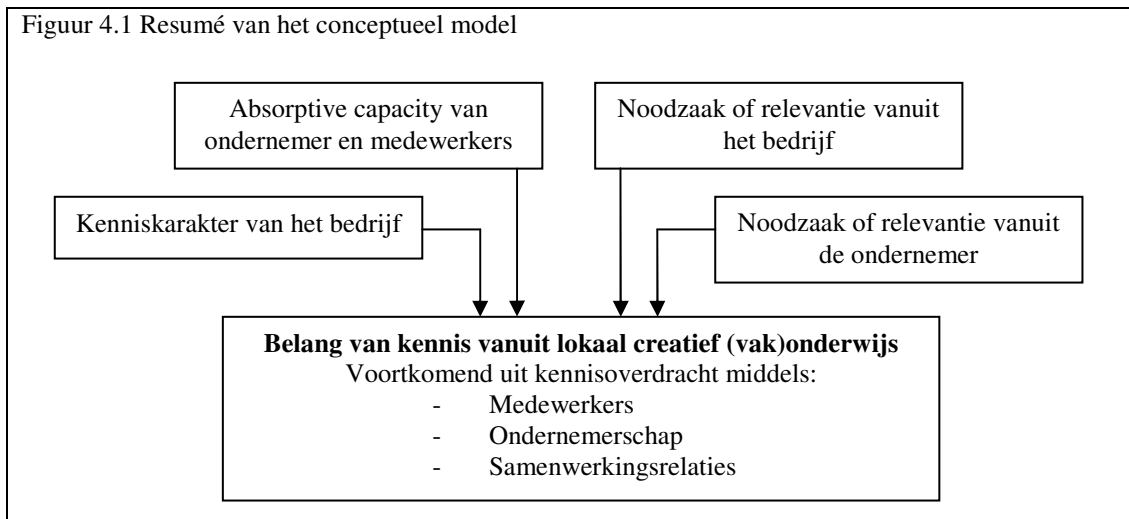 Figuur 4.1 Resumé van het conceptueel model
Absorptive capacity van
ondernemer en medewerkers
Noodzaak of relevantie vanuit
het bedrijf
Kenniskarakter van het bedrijf
Noodzaak of relevantie vanuit
de ondernemer
Belang van kennis vanuit lokaal creatief (vak)onderwijs
Voortkomend uit kennisoverdracht middels:
- Medewerkers
- Ondernemerschap
- Samenwerkingsrelaties